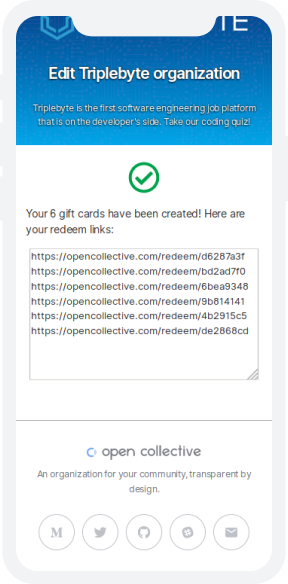 TE
Edit Triplebyte organization
Triplebyte is the first software engineering job platform
that is on the developer's side. Take our coding quiz!
Your 6 gift cards have been created! Here are
your redeem links:
https://opencollective.com/redeem/d6287a3f
https://opencollective.com/redeem/bd2ad7f0
https://opencollective.com/redeem/6bea9348
https://opencollective.com/redeem/9b814141
https://opencollective.com/redeem/4b2915c5
https://opencollective.com/redeem/de2868cd
open collective
An organization for your community, transparent by
design.